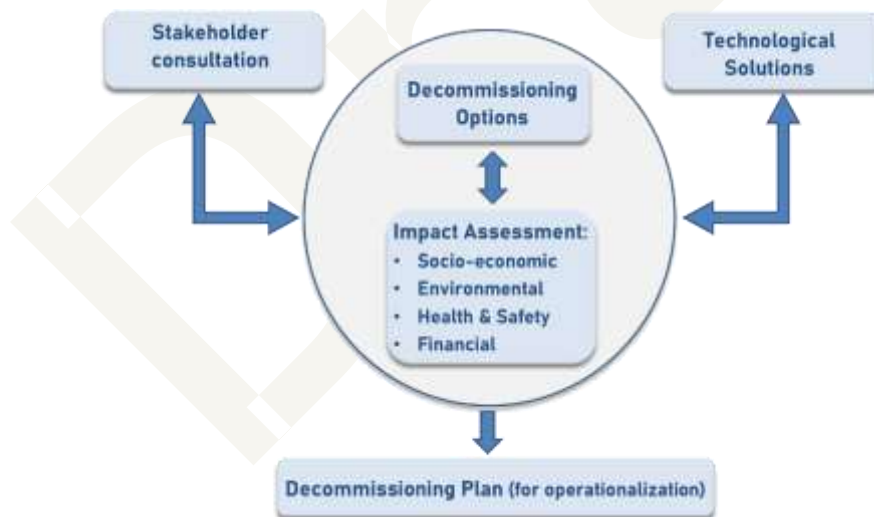 Stakeholder
consultation
Technological
Solutions
Decommissioning
Options
Impact Assessment:
• Socio-economic
• Environmental
• Health & Safety
• Financial
Decommissioning Plan (for operationalization)